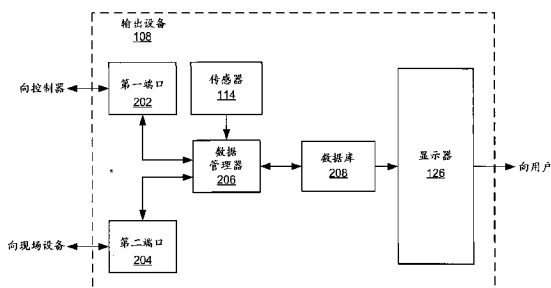 输出设备
108
向控制器
第一端口
202
传感器
114
数据
管理器
206
数据库
208
显示器
126
向用户
向现场设备
第二端口
204